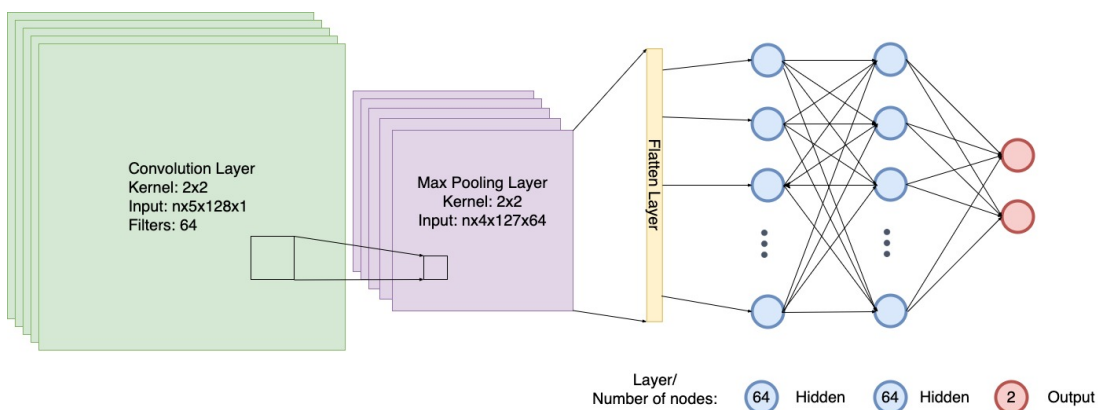 Convolution Layer
Kernel: 2x2
Input: nx5x128x1
Filters: 64
Max Pooling Layer
Kernel: 2x2
Input: nx4x127x64
Flatten Layer
Layer/
Number of nodes:
64 Hidden
64 Hidden
2 Output